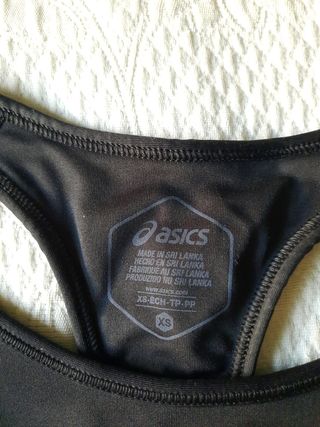 asics
MADE IN SRI LANKA
HECHO EN SRI LANKA
FABRIQUE AU SRI LANKA
PRODUZIDO NU SRI LANKA
www.asics.com
XS-ECH-TP-PP
XS